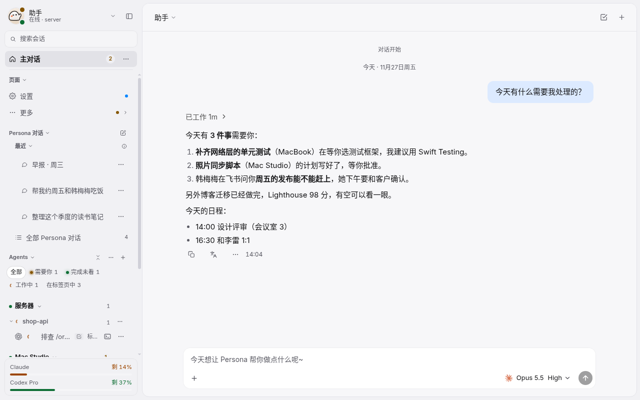 助手
在线 · server
搜索会话
主对话
2
页面
设置
更多
Persona 对话
最近
早报 · 周三
帮我约周五和韩梅梅吃饭
整理这个季度的读书笔记
全部 Persona 对话
4
Agents
全部
需要你 1
完成未看 1
工作中 1
在标签页中 3
服务器
1
shop-api
1
排查 /or...
标...
Claude
剩 14%
Codex Pro
剩 37%
助手
对话开始
今天 · 11月27日周五
今天有什么需要我处理的？
已工作 1m
今天有 3 件事需要你：
1. 补齐网络层的单元测试（MacBook）在等你选测试框架，我建议用 Swift Testing。
2. 照片同步脚本（Mac Studio）的计划写好了，等你批准。
3. 韩梅梅在飞书问你周五的发布能不能赶上，她下午要和客户确认。
另外博客迁移已经做完，Lighthouse 98 分，有空可以看一眼。
今天的日程：
• 14:00 设计评审（会议室 3）
• 16:30 和李雷 1:1
14:04
今天想让 Persona 帮你做点什么呢~
Opus 5.5 High